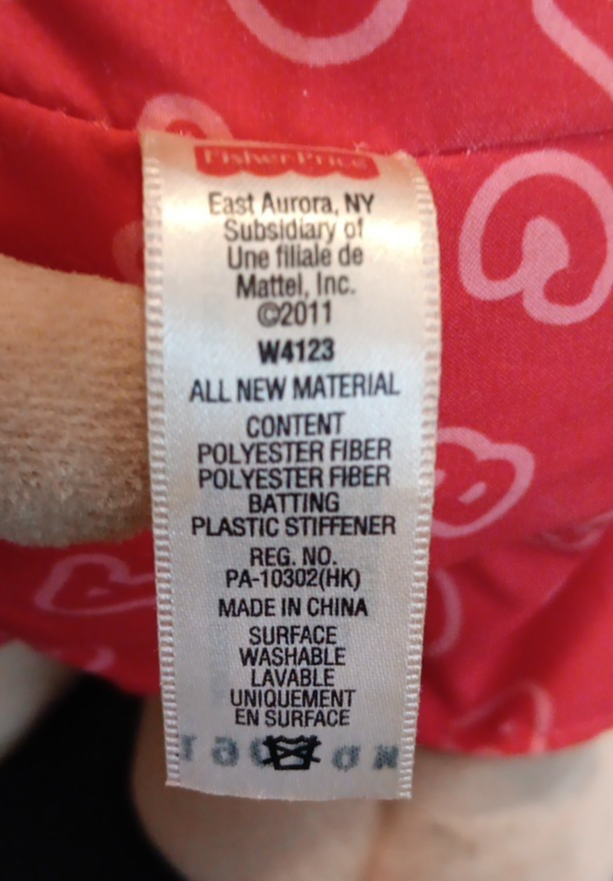 Fisher-Price
East Aurora, NY
Subsidiary of
Une filiale de
Mattel, Inc.
©2011
W4123
ALL NEW MATERIAL
CONTENT
POLYESTER FIBER
POLYESTER FIBER
BATTING
PLASTIC STIFFENER
REG. NO.
PA-10302(HK)
MADE IN CHINA
SURFACE
WASHABLE
LAVABLE
UNIQUEMENT
EN SURFACE